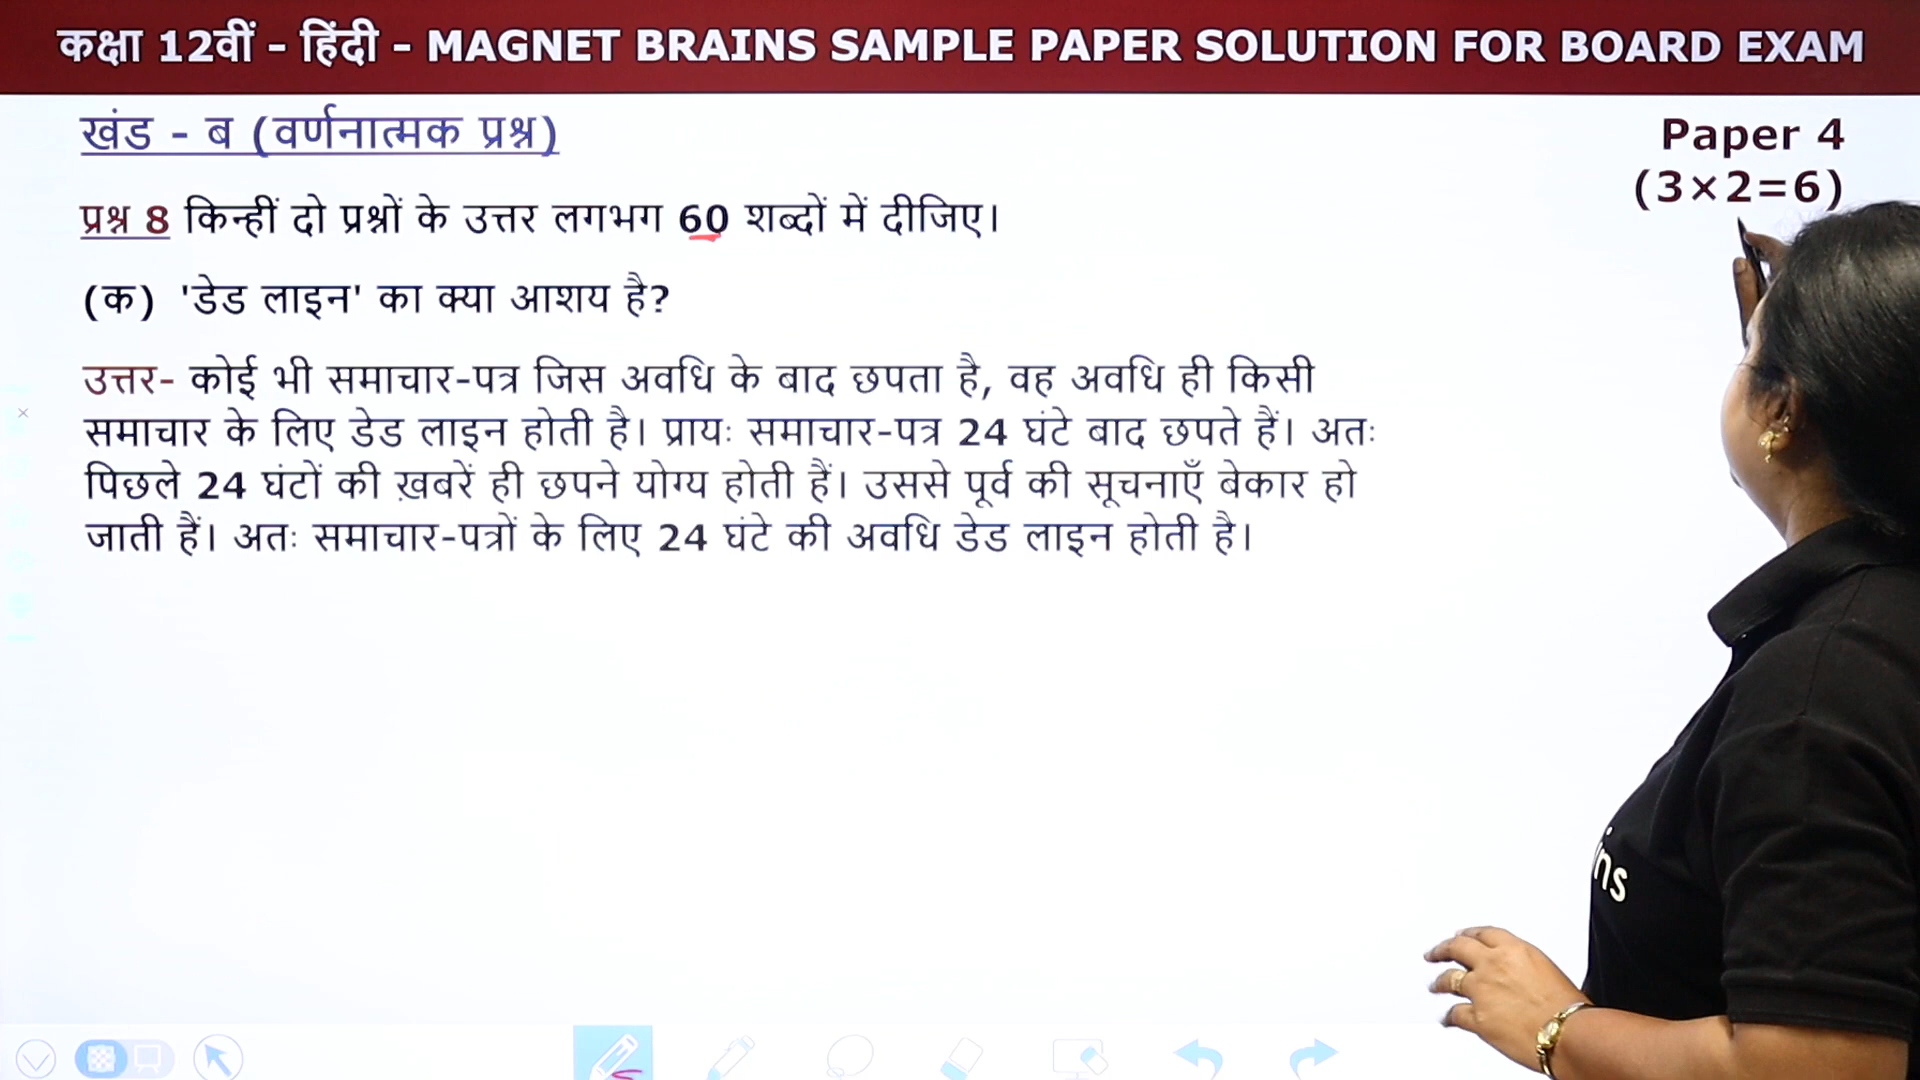 कक्षा 12वीं - हिंदी - MAGNET BRAINS SAMPLE PAPER SOLUTION FOR BOARD EXAM
खंड - ब (वर्णनात्मक प्रश्न)
Paper 4
(3×2=6)
प्रश्न 8 किन्हीं दो प्रश्नों के उत्तर लगभग 60 शब्दों में दीजिए।
(क) 'डेड लाइन' का क्या आशय है?
उत्तर- कोई भी समाचार-पत्र जिस अवधि के बाद छपता है, वह अवधि ही किसी
समाचार के लिए डेड लाइन होती है। प्रायः समाचार-पत्र 24 घंटे बाद छपते हैं। अतः
पिछले 24 घंटों की ख़बरें ही छपने योग्य होती हैं। उससे पूर्व की सूचनाएँ बेकार हो
जाती हैं। अतः समाचार-पत्रों के लिए 24 घंटे की अवधि डेड लाइन होती है।